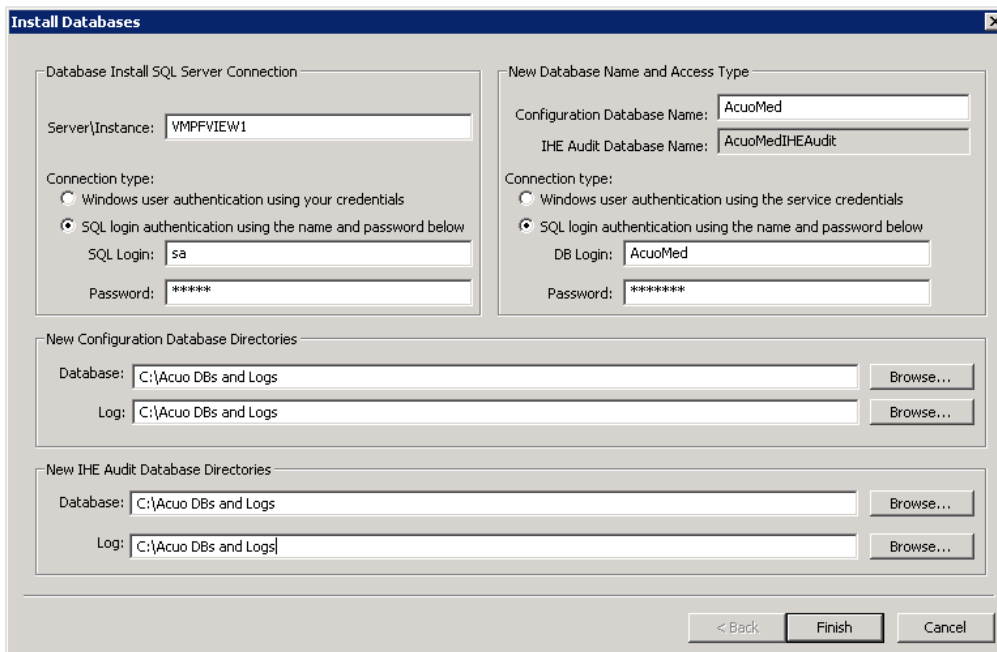 Install Databases
Database Install SQL Server Connection
Server\Instance: VMPFVIEW1
Connection type:
Windows user authentication using your credentials
SQL login authentication using the name and password below
SQL Login: sa
Password: *****
New Database Name and Access Type
Configuration Database Name: AcuoMed
IHE Audit Database Name: AcuoMedIHEAudit
Connection type:
Windows user authentication using the service credentials
SQL login authentication using the name and password below
DB Login: AcuoMed
Password: *******
New Configuration Database Directories
Database: C:\Acuo DBs and Logs Browse...
Log: C:\Acuo DBs and Logs Browse...
New IHE Audit Database Directories
Database: C:\Acuo DBs and Logs Browse...
Log: C:\Acuo DBs and Logs Browse...
< Back Finish Cancel